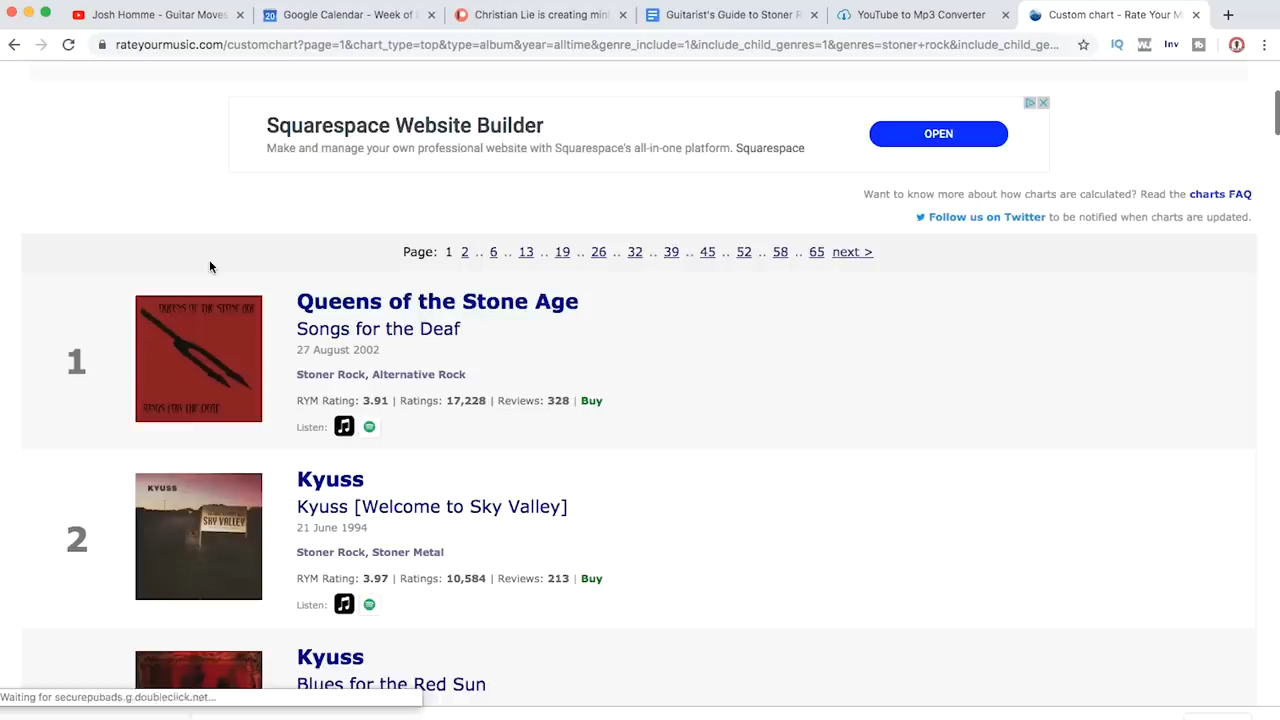 Josh Homme - Guitar Moves
Google Calendar - Week of
Christian Lie is creating mini
Guitarist's Guide to Stoner R
YouTube to Mp3 Converter
Custom chart - Rate Your M
rateyourmusic.com/customchart?page=1&chart_type=top&type=album&year=alltime&genre_include=1&include_child_genres=1&genres=stoner+rock&include_child_ge...
Squarespace Website Builder
Make and manage your own professional website with Squarespace's all-in-one platform. Squarespace
OPEN
Want to know more about how charts are calculated? Read the charts FAQ
Follow us on Twitter to be notified when charts are updated.
Page: 1 2 .. 6 .. 13 .. 19 .. 26 .. 32 .. 39 .. 45 .. 52 .. 58 .. 65 next >
1
QUEENS OF THE STONE AGE
SONGS FOR THE DEAF
Queens of the Stone Age
Songs for the Deaf
27 August 2002
Stoner Rock, Alternative Rock
RYM Rating: 3.91 | Ratings: 17,228 | Reviews: 328 | Buy
Listen:
2
KYUSS
SKY VALLEY
Kyuss
Kyuss [Welcome to Sky Valley]
21 June 1994
Stoner Rock, Stoner Metal
RYM Rating: 3.97 | Ratings: 10,584 | Reviews: 213 | Buy
Listen:
Kyuss
Blues for the Red Sun
Waiting for securepubads.g.doubleclick.net...